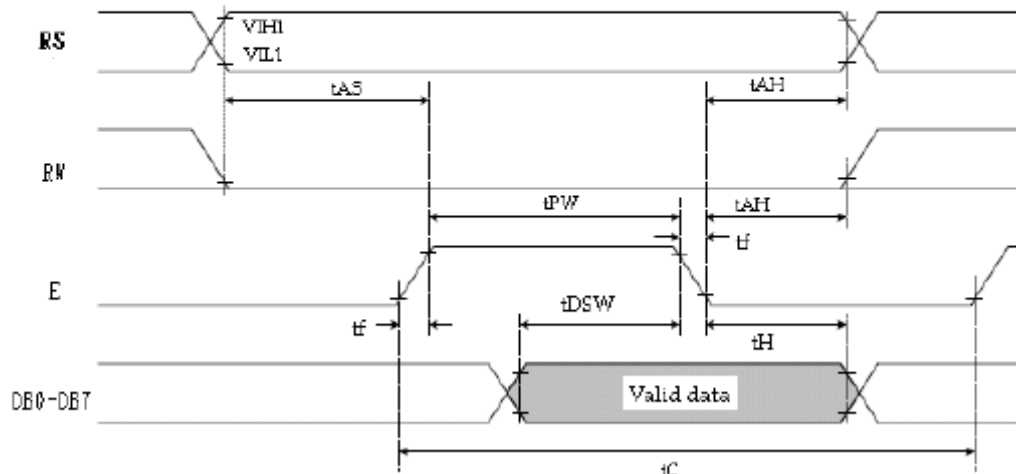 RS
VIH1
VIL1
tAS
tAH
RW
tPW
tAH
tf
E
tf
tDSW
tH
DB0-DB7
Valid data
tC